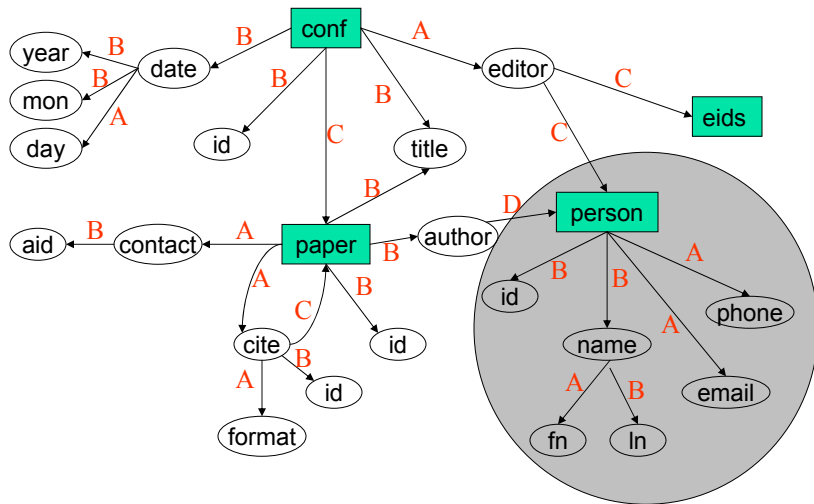 conf
A
B
B
year
B
date
editor
B
C
mon
B
B
A
eids
day
id
C
C
title
B
D
person
aid
B
contact
A
paper
B
author
B
B
A
A
id
phone
A
C
B
cite
id
name
A
B
id
A
B
email
format
fn
ln